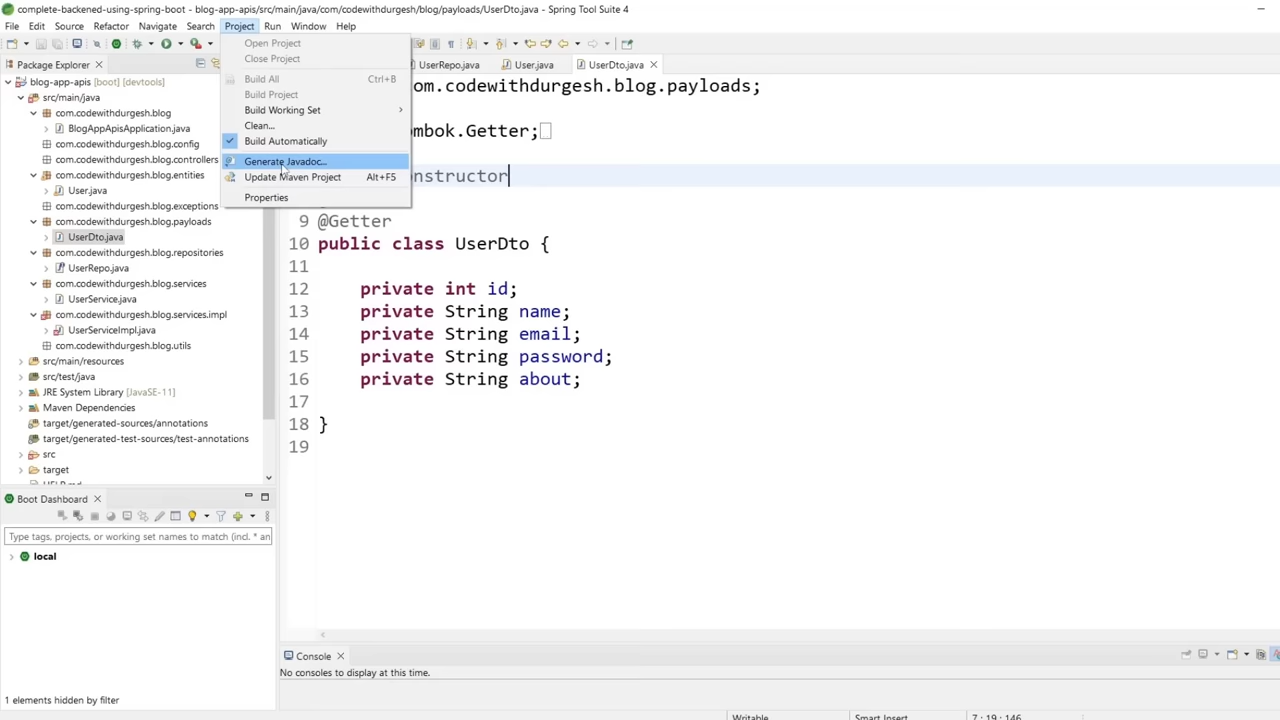 complete-backened-using-spring-boot - blog-app-apis/src/main/java/com/codewithdurgesh/blog/payloads/UserDto.java - Spring Tool Suite 4
File Edit Source Refactor Navigate Search Project Run Window Help
Open Project
Close Project
Build All Ctrl+B
Build Project
Build Working Set
Clean...
Build Automatically
Generate Javadoc...
Update Maven Project Alt+F5
Properties
Package Explorer
blog-app-apis [boot] [devtools]
src/main/java
com.codewithdurgesh.blog
BlogAppApisApplication.java
com.codewithdurgesh.blog.config
com.codewithdurgesh.blog.controllers
com.codewithdurgesh.blog.entities
User.java
com.codewithdurgesh.blog.exceptions
com.codewithdurgesh.blog.payloads
UserDto.java
com.codewithdurgesh.blog.repositories
UserRepo.java
com.codewithdurgesh.blog.services
UserService.java
com.codewithdurgesh.blog.services.impl
UserServiceImpl.java
com.codewithdurgesh.blog.utils
src/main/resources
src/test/java
JRE System Library [JavaSE-11]
Maven Dependencies
target/generated-sources/annotations
target/generated-test-sources/test-annotations
src
target
Boot Dashboard
Type tags, projects, or working set names to match (incl. * an
local
1 elements hidden by filter
UserRepo.java User.java UserDto.java
om.codewithdurgesh.blog.payloads;
mbok.Getter;
nstructor
9 @Getter
10 public class UserDto {
11
12 private int id;
13 private String name;
14 private String email;
15 private String password;
16 private String about;
17
18 }
19
Console
No consoles to display at this time.
Writable Smart Insert 7 : 19 : 146